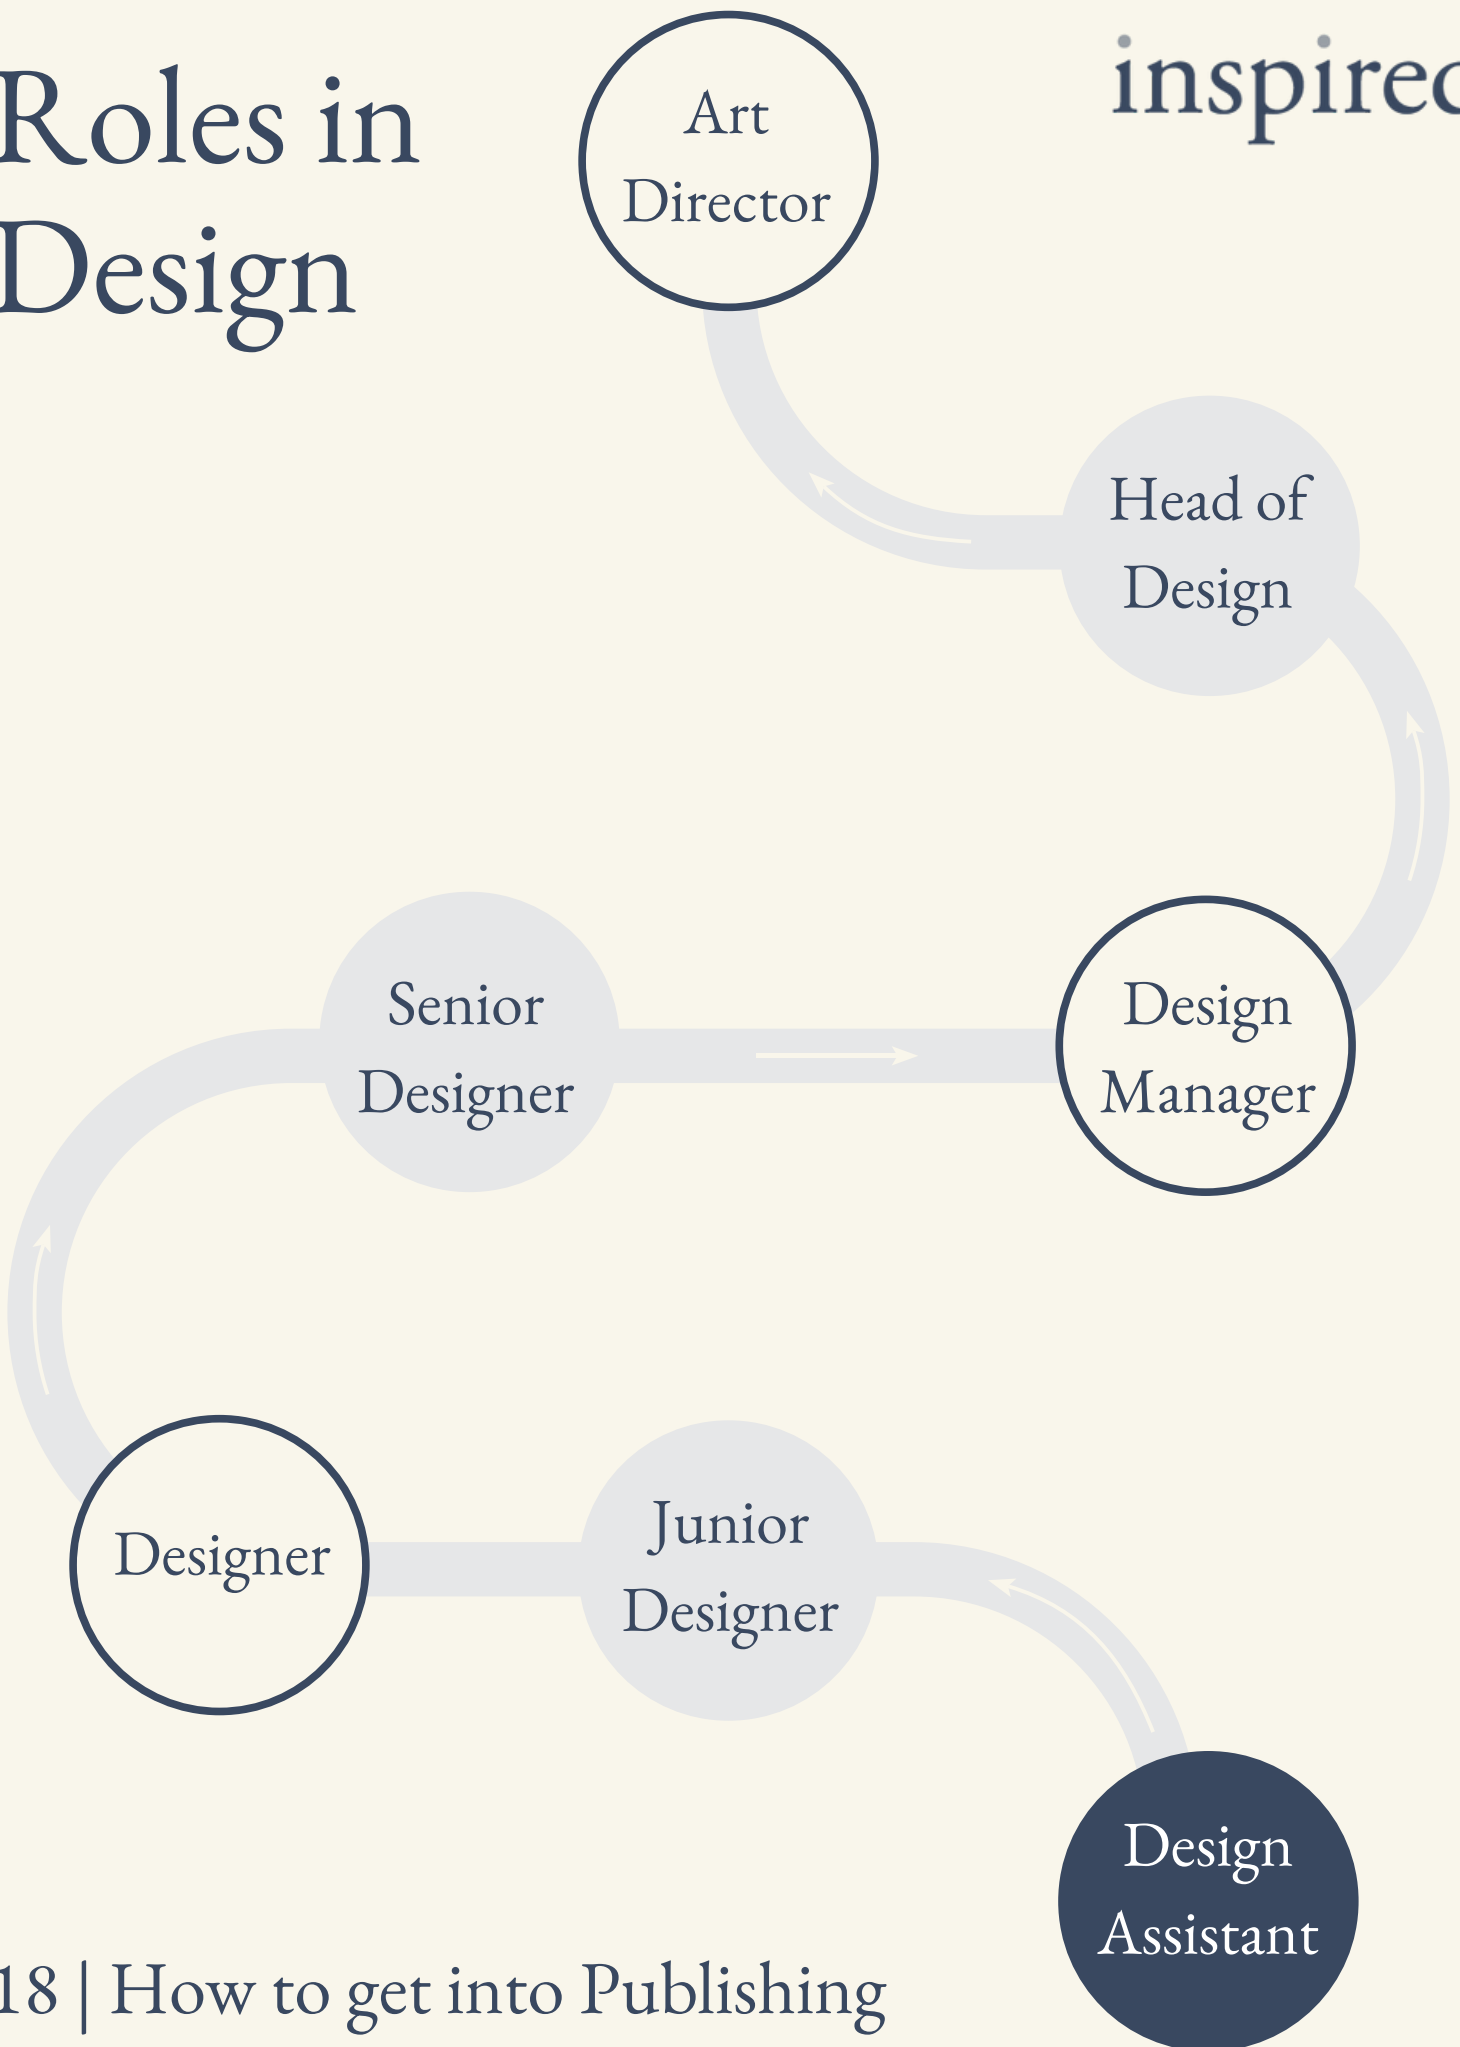 Roles in
Design
inspired
Art
Director
Head of
Design
Senior
Designer
Design
Manager
Designer
Junior
Designer
Design
Assistant
18 | How to get into Publishing